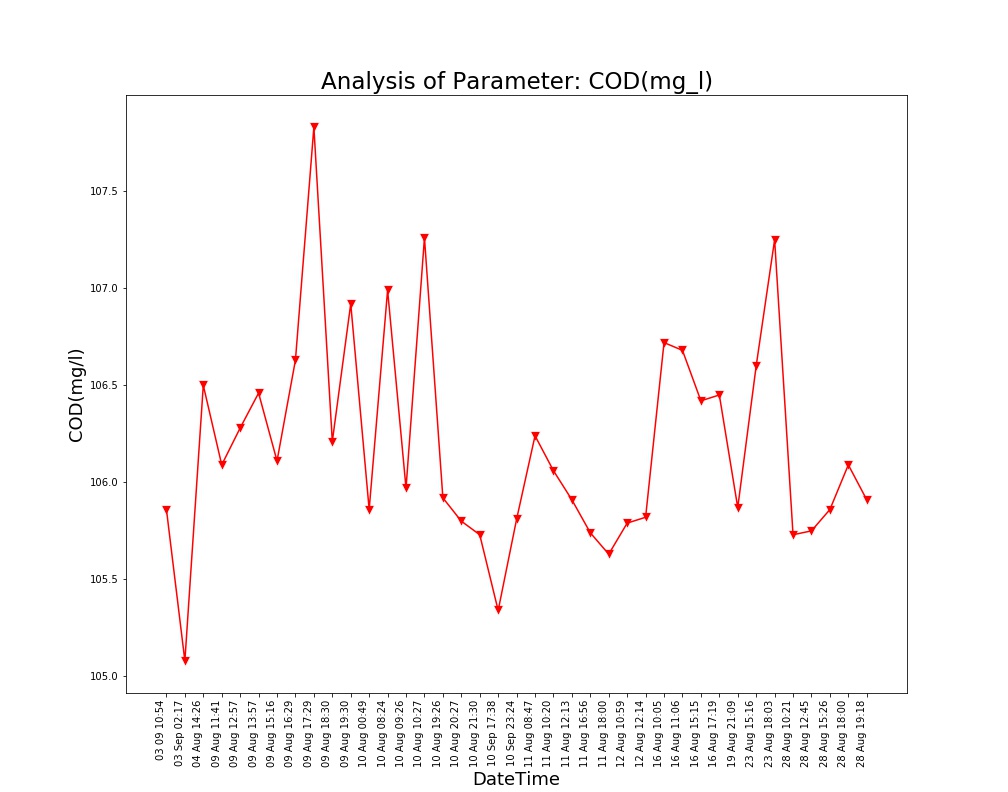 Analysis of Parameter: COD(mg_l)
COD(mg/l)
107.5
107.0
106.5
106.0
105.5
105.0
03 09 10:54
03 Sep 02:17
04 Aug 14:26
09 Aug 11:41
09 Aug 12:57
09 Aug 13:57
09 Aug 15:16
09 Aug 16:29
09 Aug 17:29
09 Aug 18:30
09 Aug 19:30
10 Aug 00:49
10 Aug 08:24
10 Aug 09:26
10 Aug 10:27
10 Aug 19:26
10 Aug 20:27
10 Aug 21:30
10 Sep 17:38
10 Sep 23:24
11 Aug 08:47
11 Aug 10:20
11 Aug 12:13
11 Aug 16:56
11 Aug 18:00
12 Aug 10:59
12 Aug 12:14
16 Aug 10:05
16 Aug 11:06
16 Aug 15:15
16 Aug 17:19
19 Aug 21:09
23 Aug 15:16
23 Aug 18:03
28 Aug 10:21
28 Aug 12:45
28 Aug 15:26
28 Aug 18:00
28 Aug 19:18
DateTime